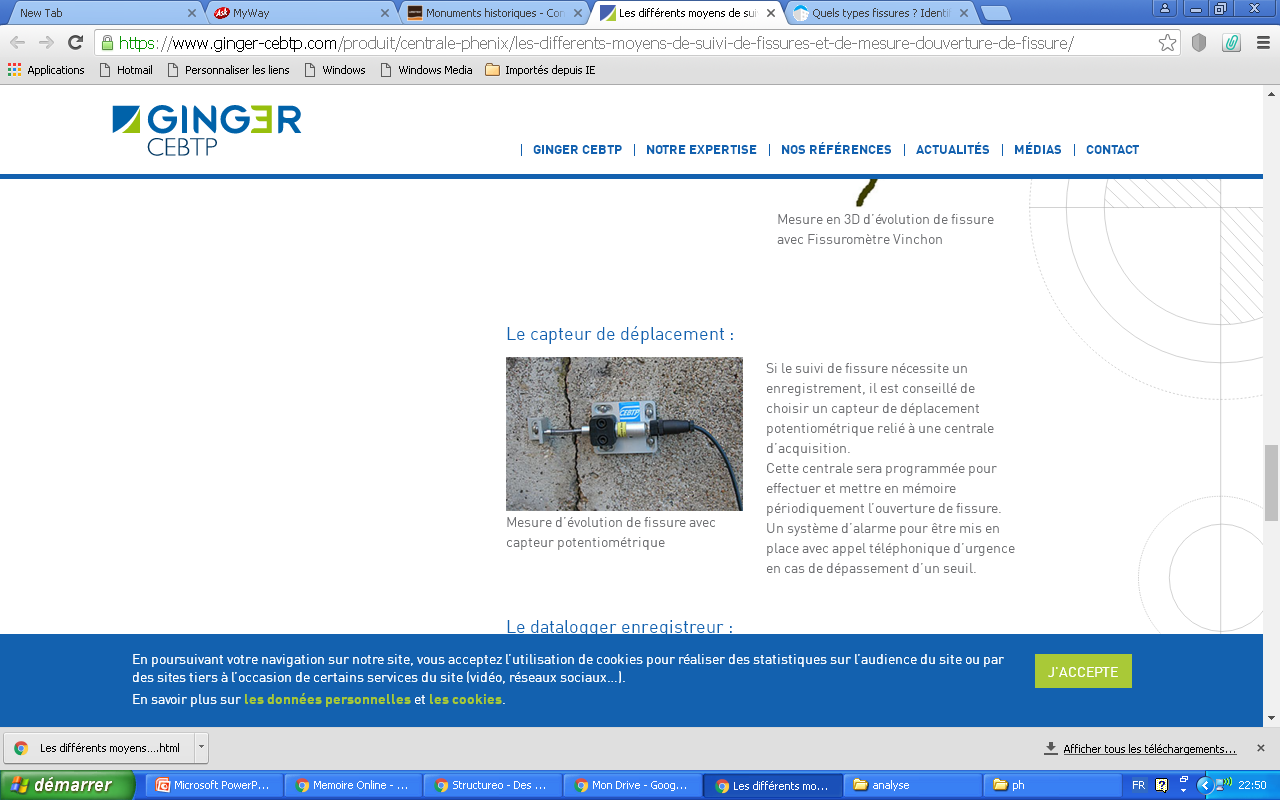 New Tab
MyWay
Monuments historiques - Con
Les différents moyens de sui
Quels types fissures ? Identif
https://www.ginger-cebtp.com/produit/centrale-phenix/les-differents-moyens-de-suivi-de-fissures-et-de-mesure-douverture-de-fissure/
Applications Hotmail Personnaliser les liens Windows Windows Media Importés depuis IE
GINGER
CEBTP
GINGER CEBTP NOTRE EXPERTISE NOS RÉFÉRENCES ACTUALITÉS MÉDIAS CONTACT
Mesure en 3D d'évolution de fissure
avec Fissuromètre Vinchon
Le capteur de déplacement :
CEBTP
Mesure d'évolution de fissure avec
capteur potentiométrique
Si le suivi de fissure nécessite un
enregistrement, il est conseillé de
choisir un capteur de déplacement
potentiométrique relié à une centrale
d'acquisition.
Cette centrale sera programmée pour
effectuer et mettre en mémoire
périodiquement l'ouverture de fissure.
Un système d'alarme pour être mis en
place avec appel téléphonique d'urgence
en cas de dépassement d'un seuil.
Le datalogger enregistreur :
En poursuivant votre navigation sur notre site, vous acceptez l'utilisation de cookies pour réaliser des statistiques sur l'audience du site ou par
des sites tiers à l'occasion de certains services du site (vidéo, réseaux sociaux...).
En savoir plus sur les données personnelles et les cookies.
J'ACCEPTE
Les différents moyens....html
Afficher tous les téléchargements...
démarrer
Microsoft PowerP...
Memoire Online - ...
Structureo - Des ...
Mon Drive - Goog...
Les différents mo...
analyse
ph
FR
22:50